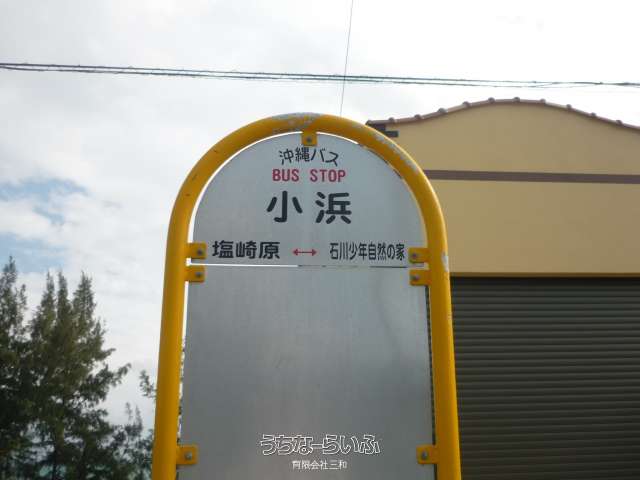 沖縄バス
BUS STOP
小浜
塩崎原 ↔ 石川少年自然の家
うちなーらいふ
有限会社三和